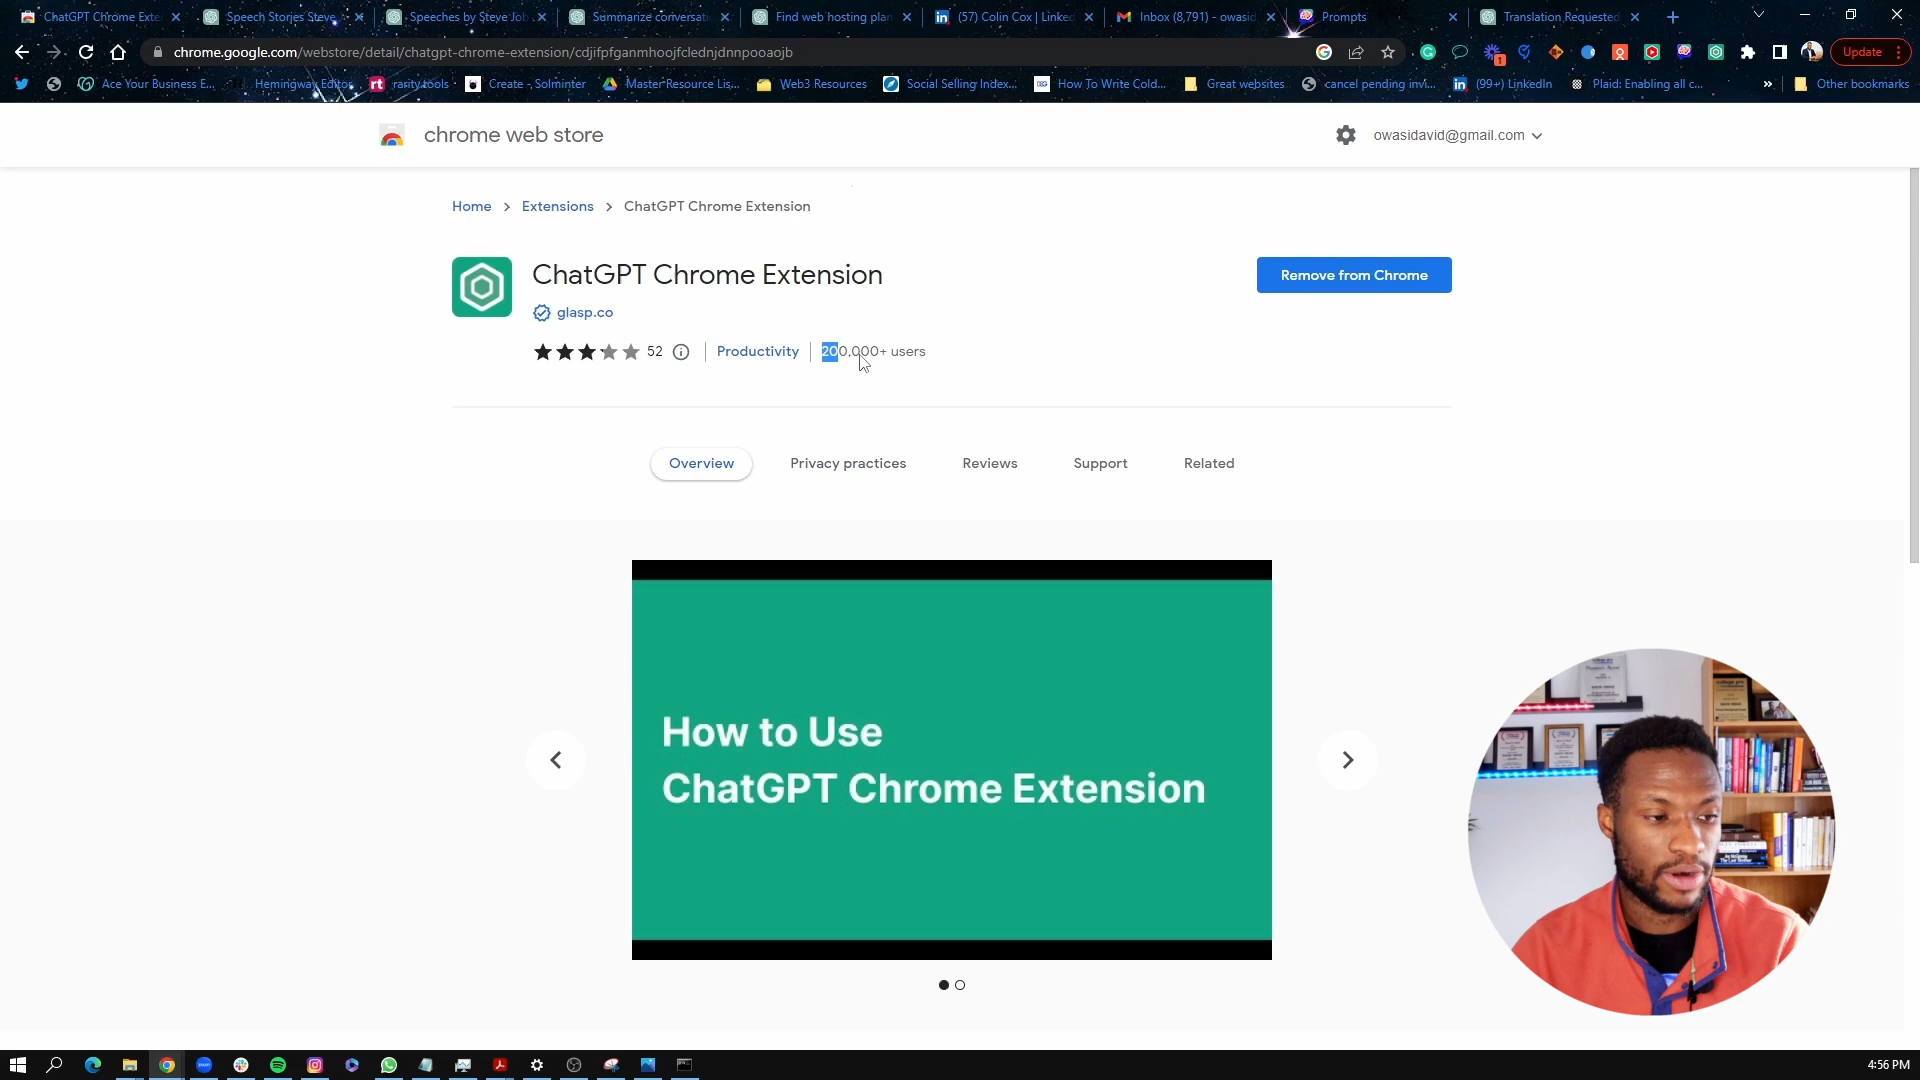 ChatGPT Chrome Exte
Speech Stories Steve
Speeches by Steve Job
Summarize conversati
Find web hosting plan
(57) Colin Cox | Linked
Inbox (8,791) - owasid
Prompts
Translation Requested
chrome.google.com/webstore/detail/chatgpt-chrome-extension/cdjifpfganmhoojfclednjdnnpooaojb
1
Update
Ace Your Business E...
Hemingway Editor
rt rarity.tools
Create - Solminter
Master Resource Lis...
Web3 Resources
Social Selling Index...
How To Write Cold...
Great websites
cancel pending invi...
(99+) LinkedIn
Plaid: Enabling all c...
»
Other bookmarks
chrome web store
owasidavid@gmail.com
Home > Extensions > ChatGPT Chrome Extension
ChatGPT Chrome Extension
Remove from Chrome
glasp.co
52
Productivity
200,000+ users
Overview
Privacy practices
Reviews
Support
Related
How to Use
ChatGPT Chrome Extension
4:56 PM